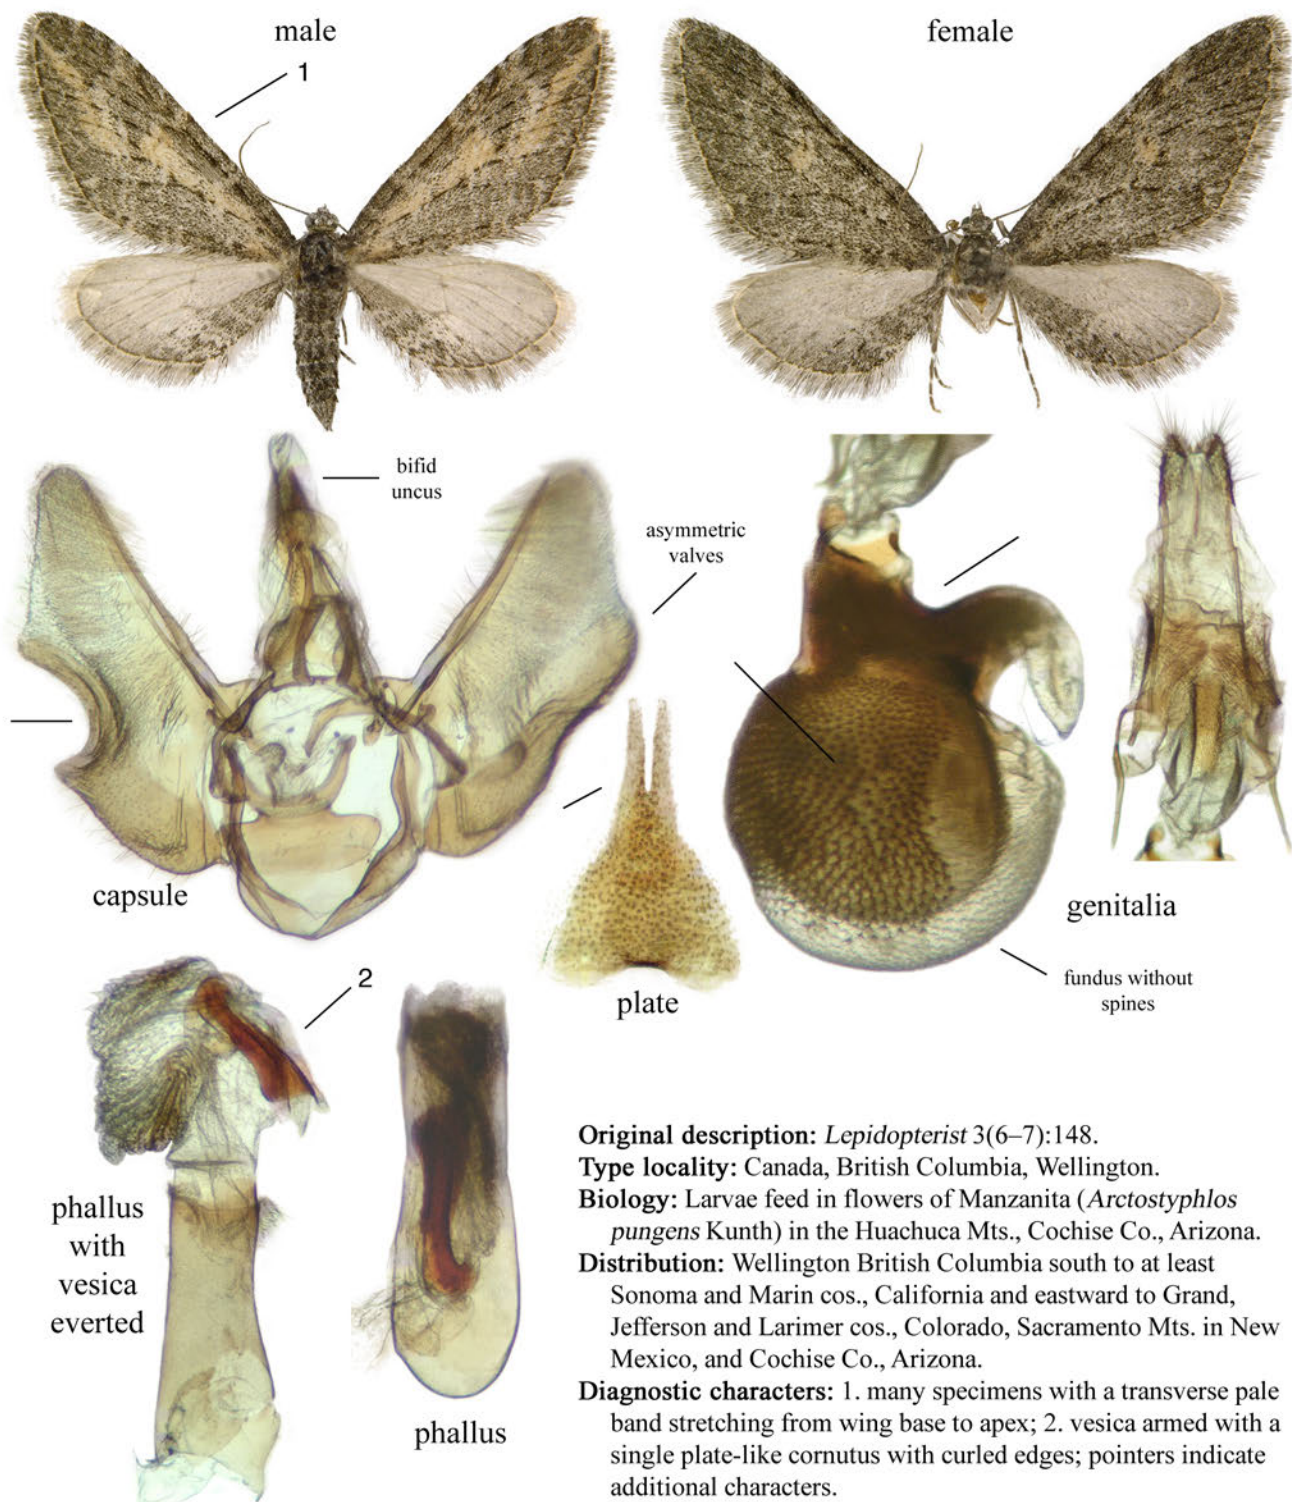 male
1
female
bifid
uncus
asymmetric
valves
capsule
genitalia
plate
fundus without
spines
2
phallus
with
vesica
everted
phallus
Original description: Lepidopterist 3(6–7):148.
Type locality: Canada, British Columbia, Wellington.
Biology: Larvae feed in flowers of Manzanita (Arctostyphlos
pungens Kunth) in the Huachuca Mts., Cochise Co., Arizona.
Distribution: Wellington British Columbia south to at least
Sonoma and Marin cos., California and eastward to Grand,
Jefferson and Larimer cos., Colorado, Sacramento Mts. in New
Mexico, and Cochise Co., Arizona.
Diagnostic characters: 1. many specimens with a transverse pale
band stretching from wing base to apex; 2. vesica armed with a
single plate-like cornutus with curled edges; pointers indicate
additional characters.